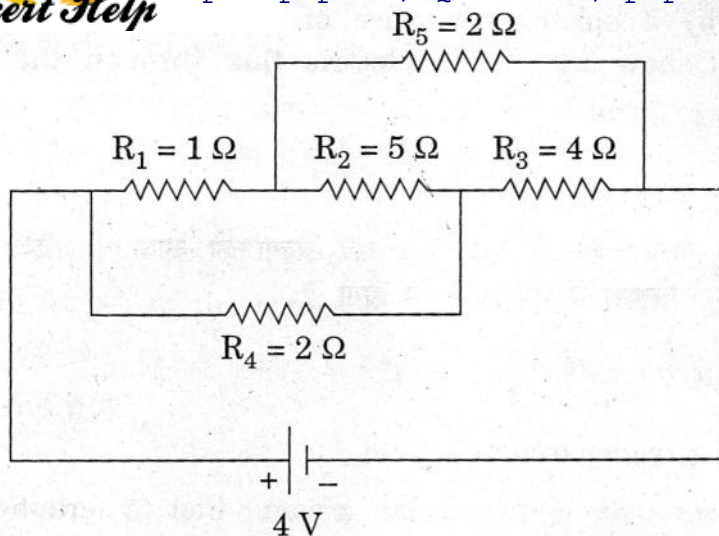 ert Help
R5 = 2 Ω
R1 = 1 Ω R2 = 5 Ω R3 = 4 Ω
R4 = 2 Ω
+ −
4 V